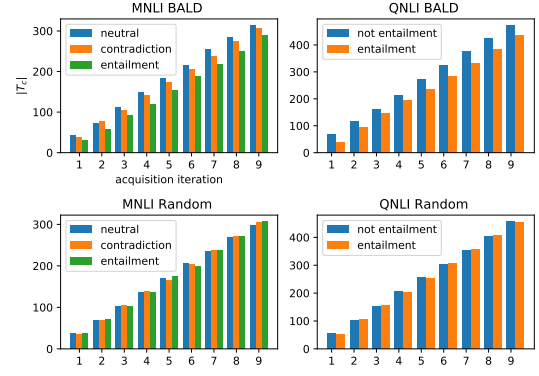 MNLI BALD
|T_c|
300
200
100
0
neutral
contradiction
entailment
1 2 3 4 5 6 7 8 9
acquisition iteration
QNLI BALD
400
300
200
100
0
not entailment
entailment
1 2 3 4 5 6 7 8 9
MNLI Random
300
200
100
0
neutral
contradiction
entailment
1 2 3 4 5 6 7 8 9
QNLI Random
400
300
200
100
0
not entailment
entailment
1 2 3 4 5 6 7 8 9